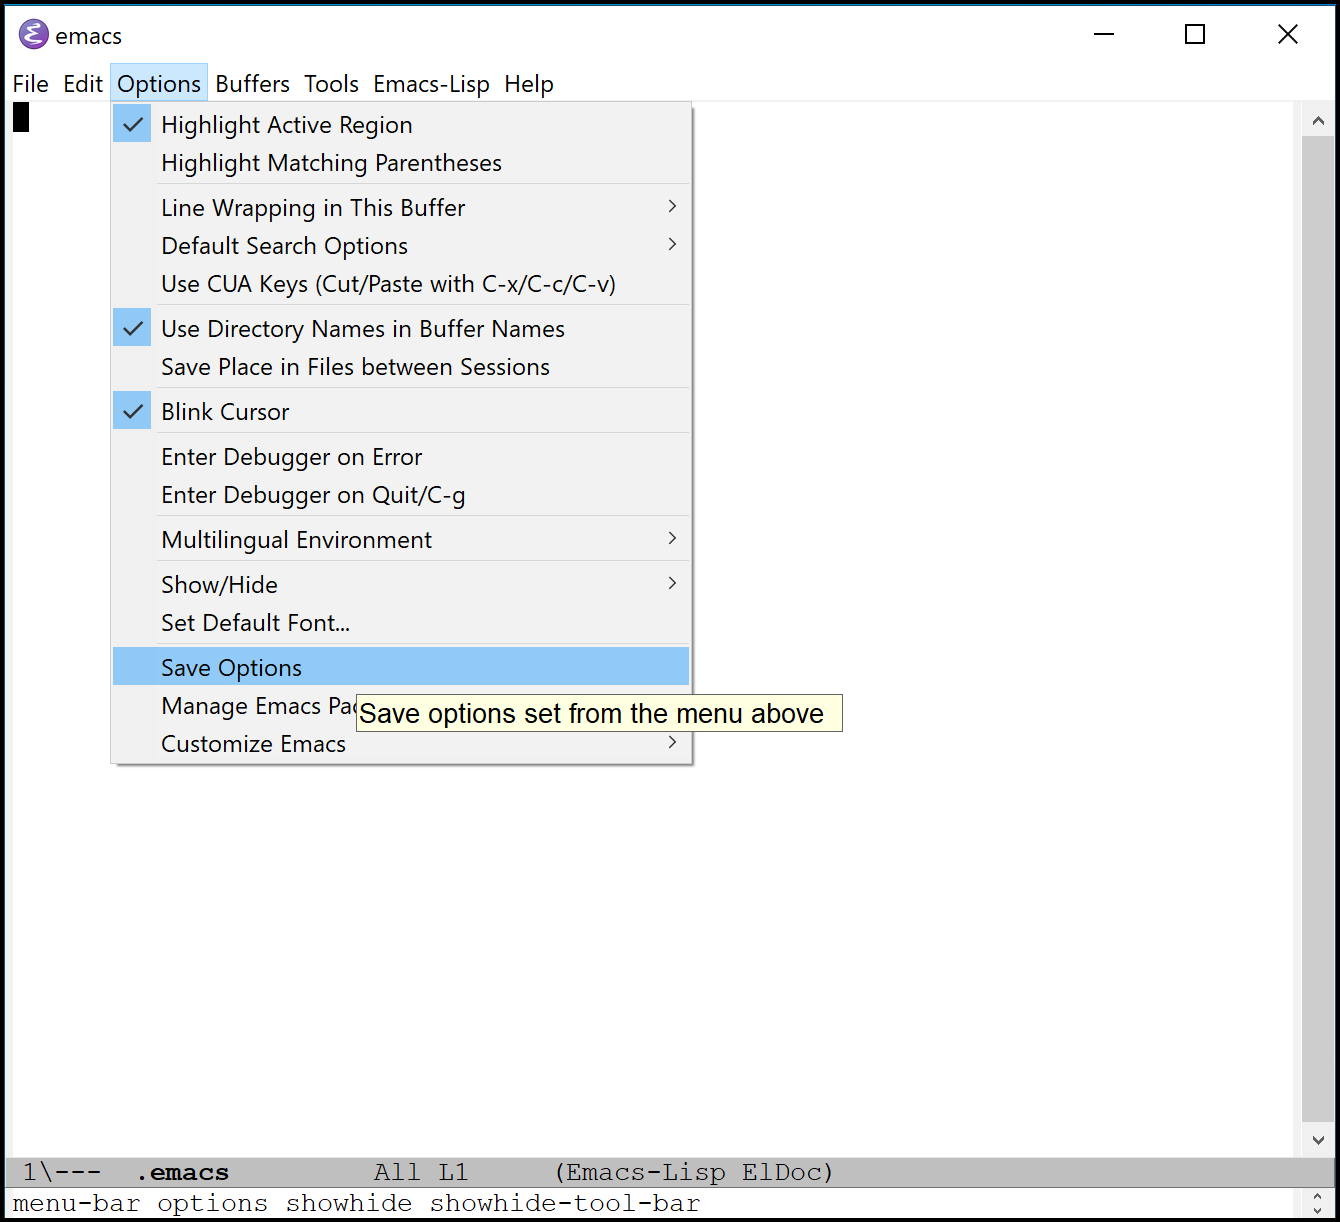 emacs
File Edit Options Buffers Tools Emacs-Lisp Help
Highlight Active Region
Highlight Matching Parentheses
Line Wrapping in This Buffer
Default Search Options
Use CUA Keys (Cut/Paste with C-x/C-c/C-v)
Use Directory Names in Buffer Names
Save Place in Files between Sessions
Blink Cursor
Enter Debugger on Error
Enter Debugger on Quit/C-g
Multilingual Environment
Show/Hide
Set Default Font...
Save Options
Manage Emacs
Save options set from the menu above
Customize Emacs
1\--- .emacs All L1 (Emacs-Lisp ElDoc)
menu-bar options showhide showhide-tool-bar